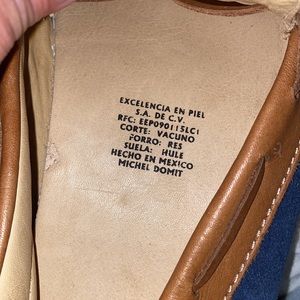 EXCELENCIA EN PIEL
S.A. DE C.V.
RFC: EEP090115LC1
CORTE: VACUNO
FORRO: RES
SUELA: HULE
HECHO EN MEXICO
MICHEL DOMIT